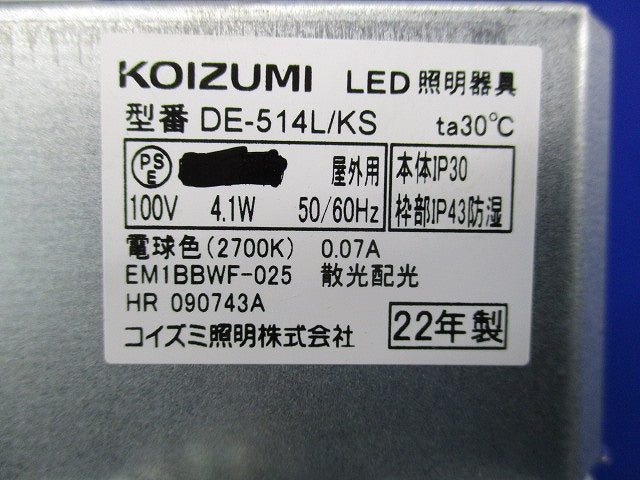 KOIZUMI LED 照明器具
型番 DE-514L/KS ta30℃
PS E 屋外用
100V 4.1W 50/60Hz
本体IP30
枠部IP43防湿
電球色(2700K) 0.07A
EM1BBWF-025 散光配光
HR 090743A
コイズミ照明株式会社
22年製